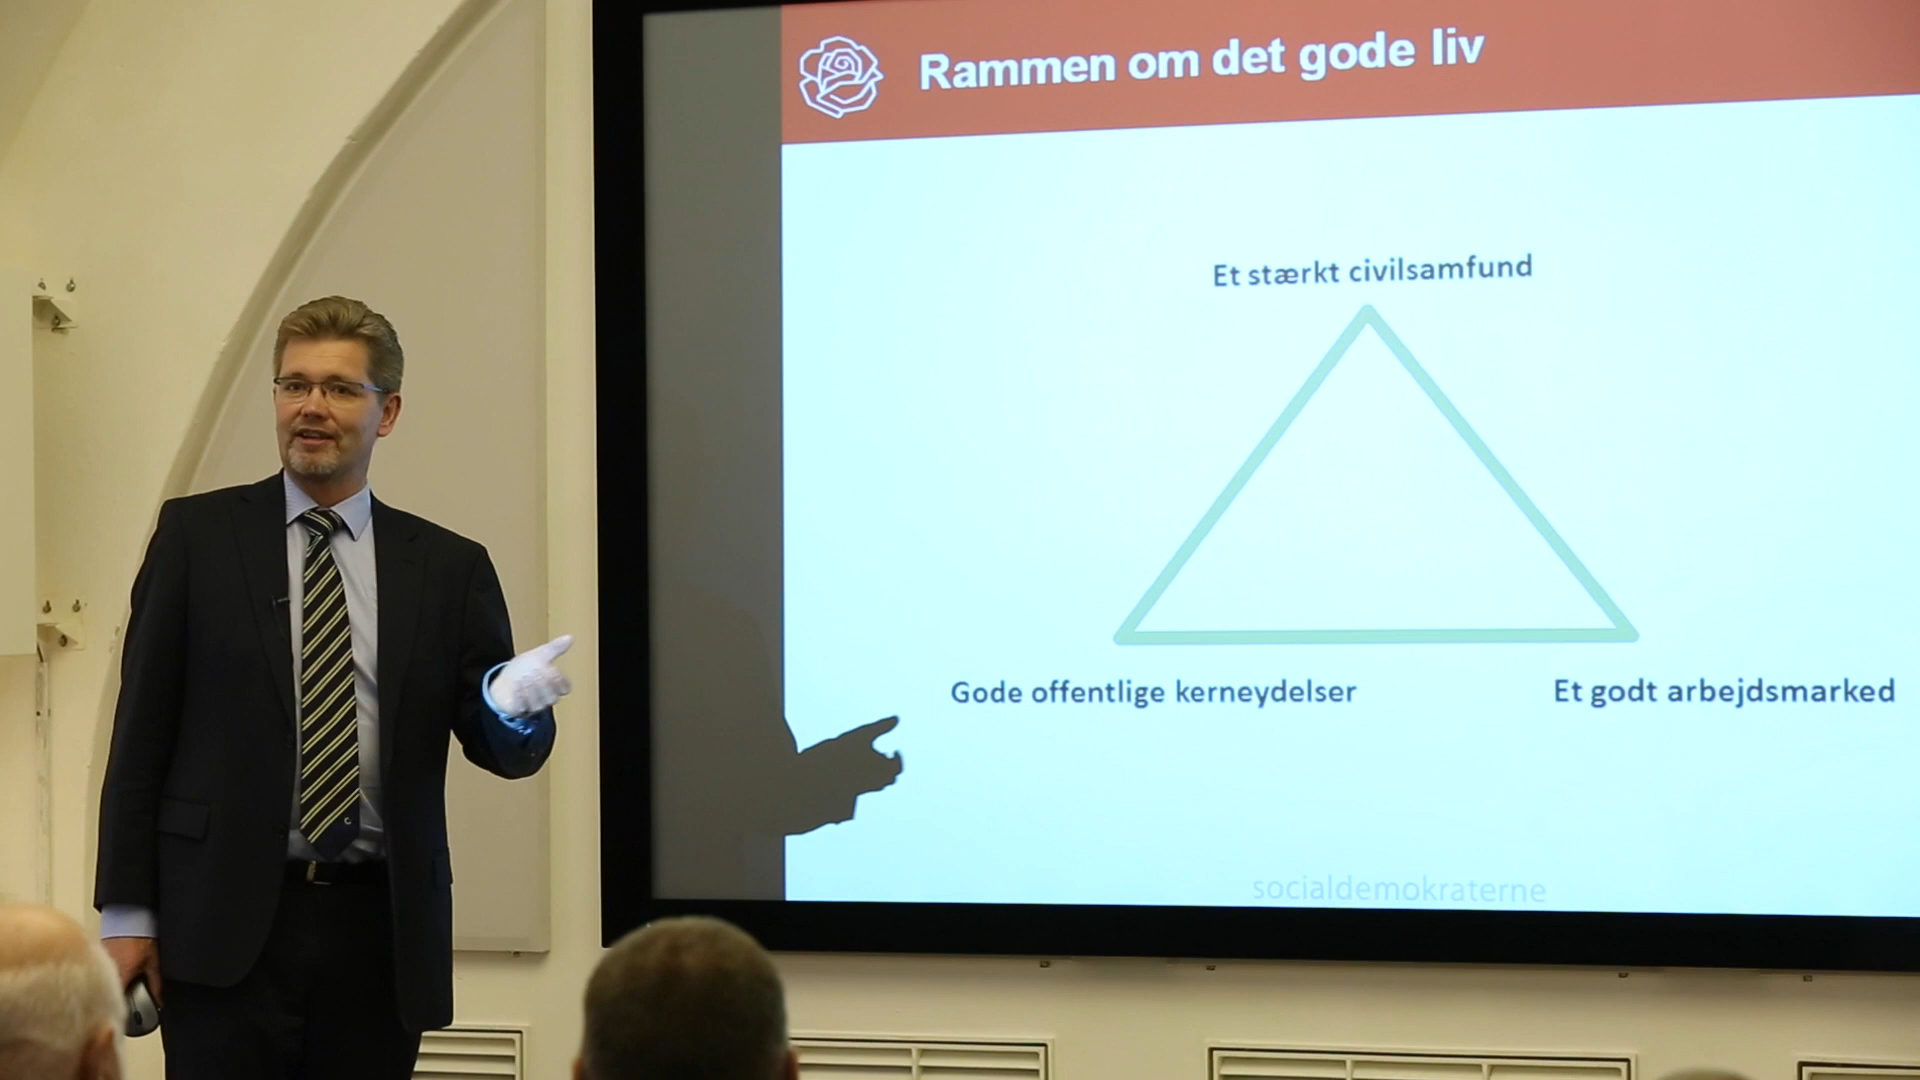 Rammen om det gode liv
Et stærkt civilsamfund
Gode offentlige kerneydelser
Et godt arbejdsmarked
socialdemokraterne